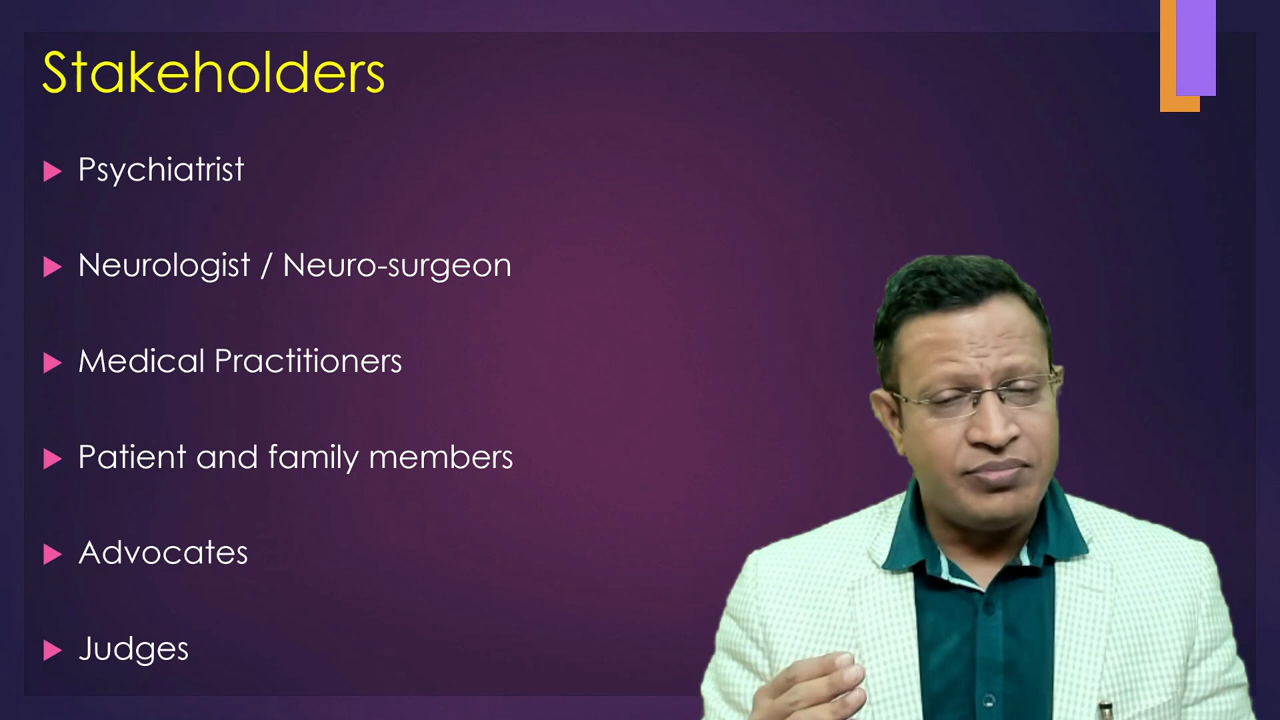 Stakeholders
Psychiatrist
Neurologist / Neuro-surgeon
Medical Practitioners
Patient and family members
Advocates
Judges